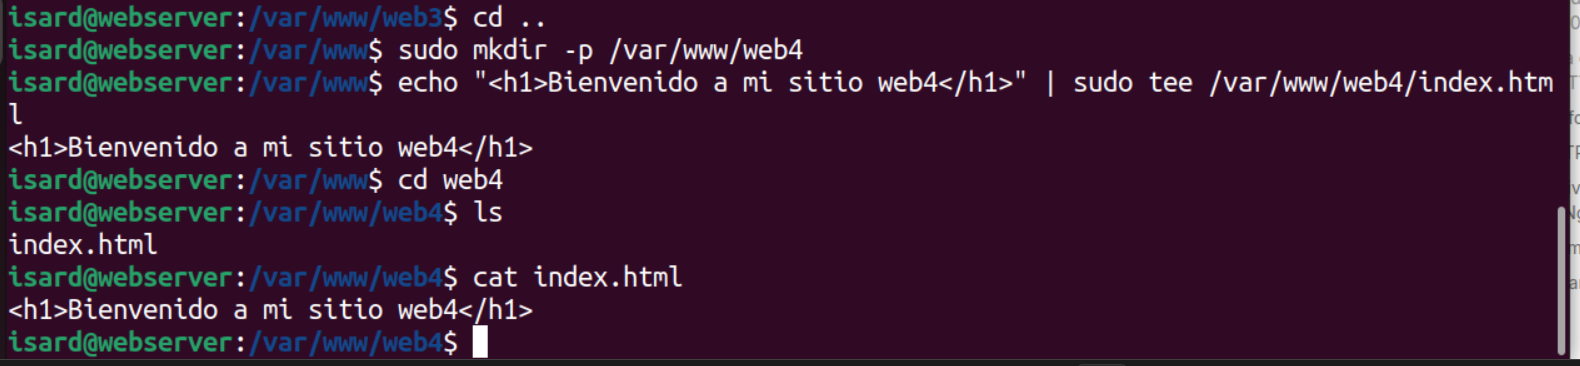 isard@webserver:/var/www/web3$ cd ..
isard@webserver:/var/www$ sudo mkdir -p /var/www/web4
isard@webserver:/var/www$ echo "<h1>Bienvenido a mi sitio web4</h1>" | sudo tee /var/www/web4/index.htm
l
<h1>Bienvenido a mi sitio web4</h1>
isard@webserver:/var/www$ cd web4
isard@webserver:/var/www/web4$ ls
index.html
isard@webserver:/var/www/web4$ cat index.html
<h1>Bienvenido a mi sitio web4</h1>
isard@webserver:/var/www/web4$